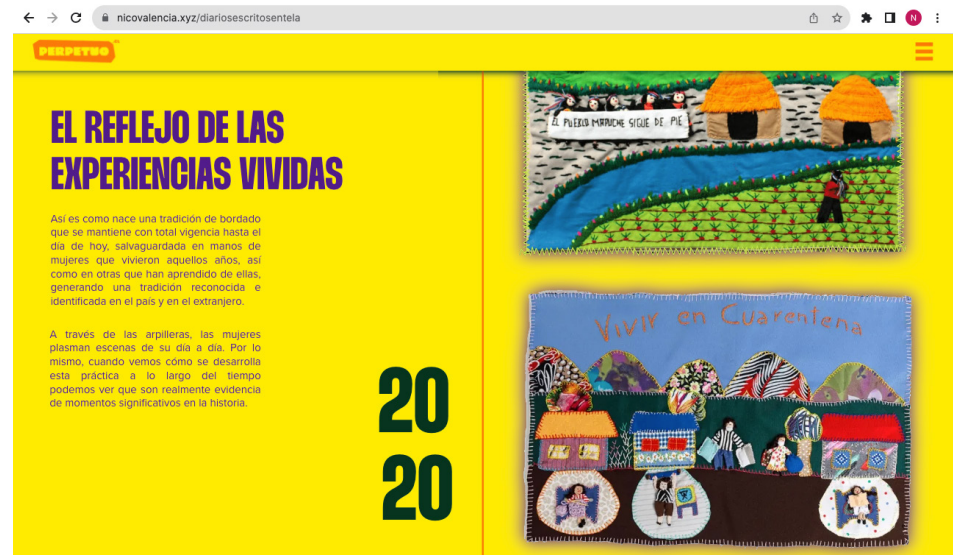 nicovalencia.xyz/diariosescritosentela
N
PERPETUO
EL REFLEJO DE LAS
EXPERIENCIAS VIVIDAS
Así es como nace una tradición de bordado
que se mantiene con total vigencia hasta el
día de hoy, salvaguardada en manos de
mujeres que vivieron aquellos años, así
como en otras que han aprendido de ellas,
generando una tradición reconocida e
identificada en el país y en el extranjero.
A través de las arpilleras, las mujeres
plasman escenas de su día a día. Por lo
mismo, cuando vemos cómo se desarrolla
esta práctica a lo largo del tiempo
podemos ver que son realmente evidencia
de momentos significativos en la historia.
20
20
EL PUEBLO MAPUCHE SIGUE DE PIE
Vivir en Cuarentena